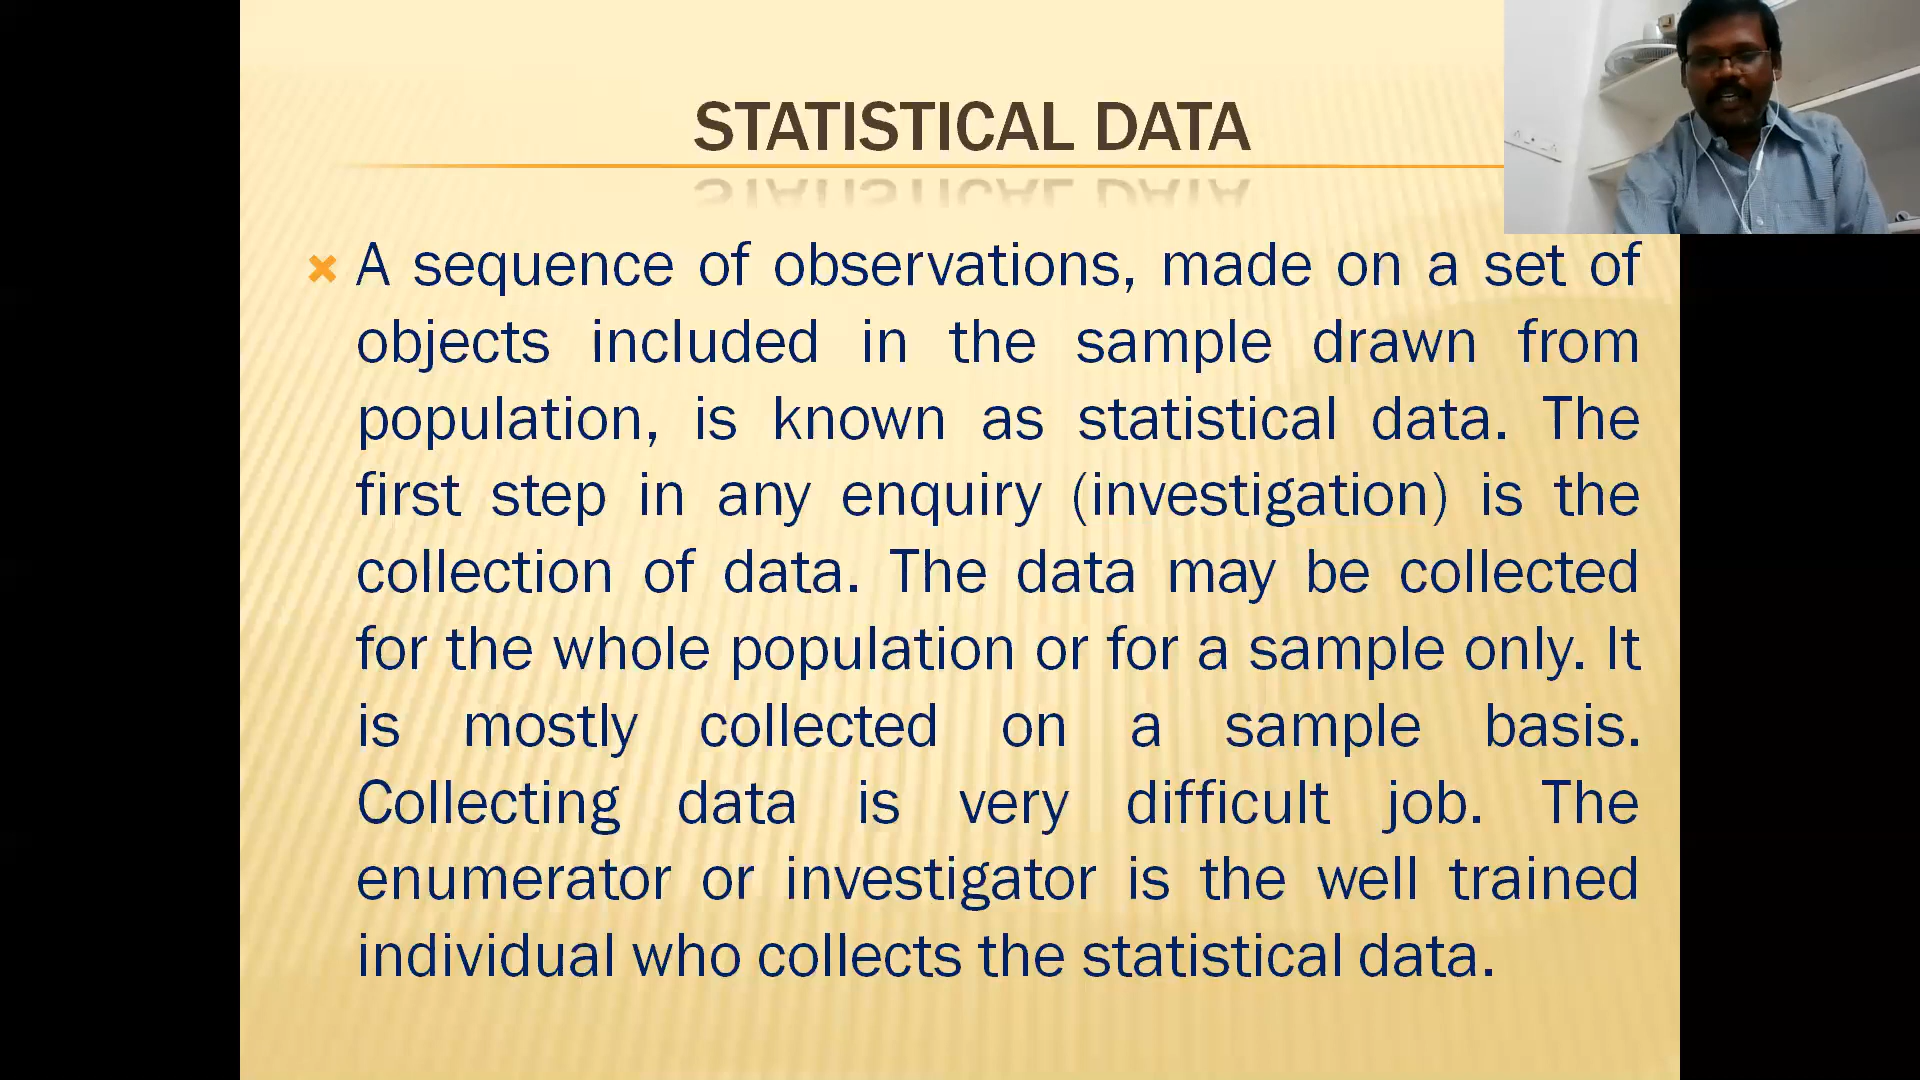 STATISTICAL DATA
A sequence of observations, made on a set of
objects included in the sample drawn from
population, is known as statistical data. The
first step in any enquiry (investigation) is the
collection of data. The data may be collected
for the whole population or for a sample only. It
is mostly collected on a sample basis.
Collecting data is very difficult job. The
enumerator or investigator is the well trained
individual who collects the statistical data.